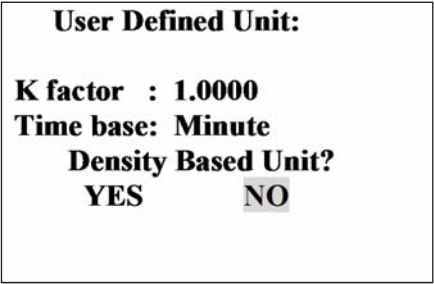 User Defined Unit:
K factor : 1.0000
Time base: Minute
Density Based Unit?
YES NO